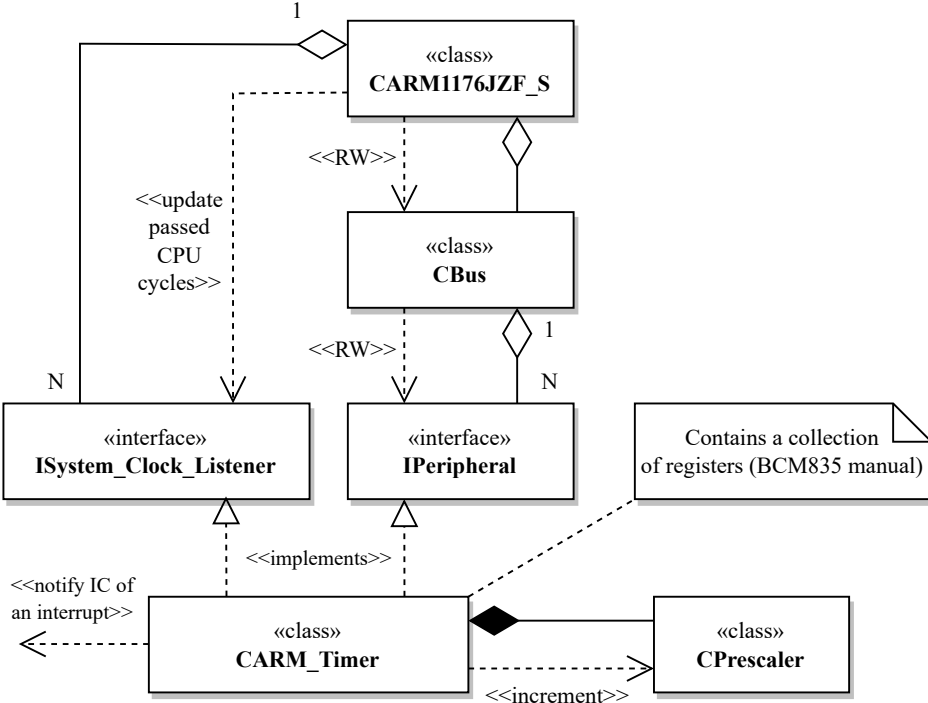 1
«class»
CARM1176JZF_S
<<RW>>
<<update
passed
CPU
cycles>>
«class»
CBus
<<RW>>
1
N
N
«interface»
ISystem_Clock_Listener
«interface»
IPeripheral
Contains a collection
of registers (BCM835 manual)
<<implements>>
<<notify IC of
an interrupt>>
«class»
CARM_Timer
«class»
CPrescaler
<<increment>>